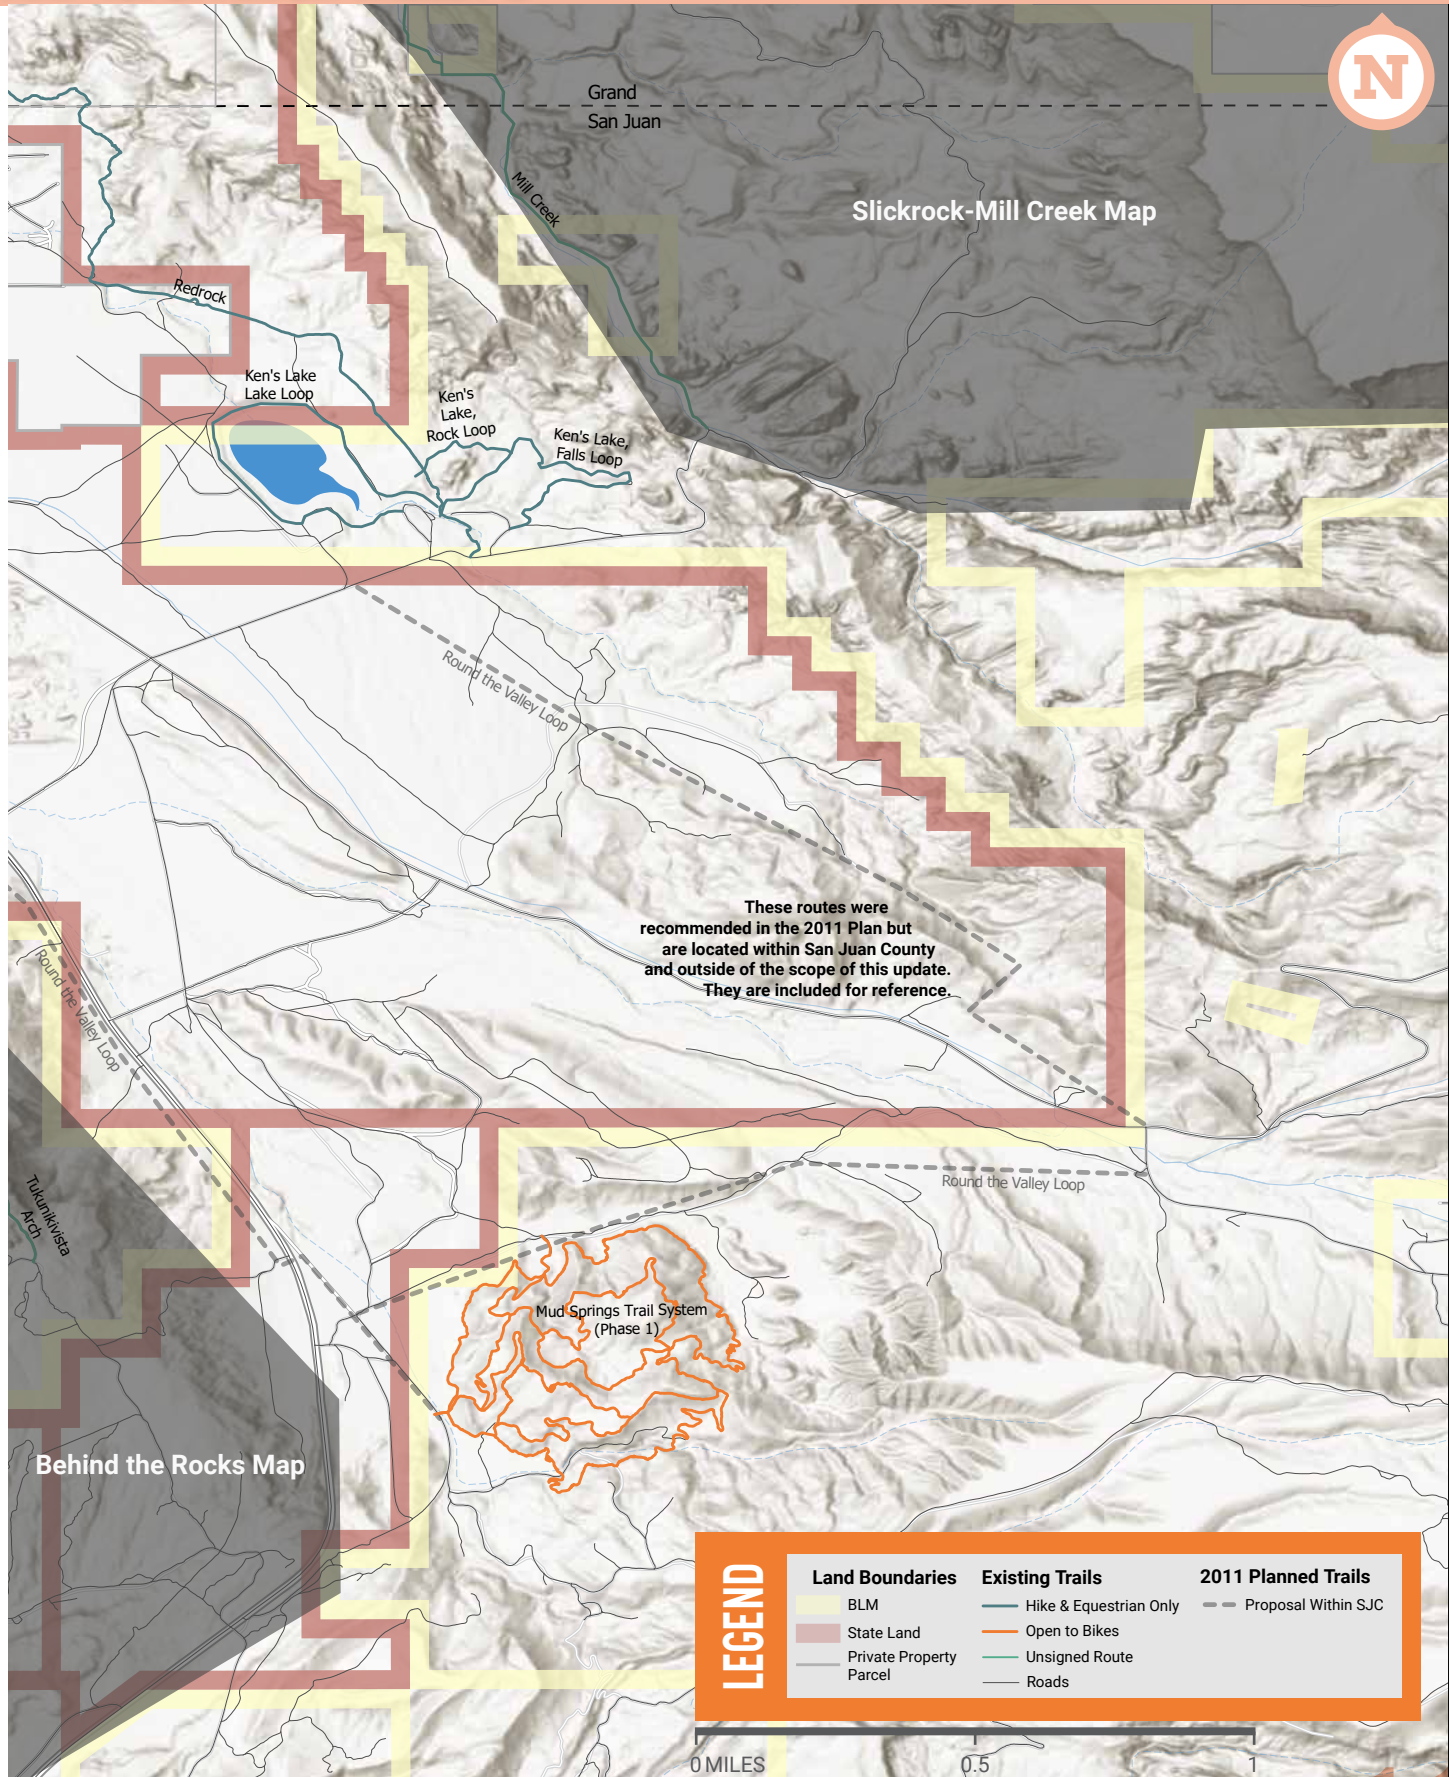 N
Grand
San Juan
Mill Creek
Slickrock-Mill Creek Map
Redrock
Ken's Lake
Lake Loop
Ken's
Lake,
Rock Loop
Ken's Lake,
Falls Loop
Round the Valley Loop
These routes were
recommended in the 2011 Plan but
are located within San Juan County
and outside of the scope of this update.
They are included for reference.
Round the Valley Loop
Round the Valley Loop
Tukunikivista
Arch
Mud Springs Trail System
(Phase 1)
Behind the Rocks Map
LEGEND
Land Boundaries
BLM
State Land
Private Property
Parcel
Existing Trails
Hike & Equestrian Only
Open to Bikes
Unsigned Route
Roads
2011 Planned Trails
Proposal Within SJC
0 MILES
0.5
1